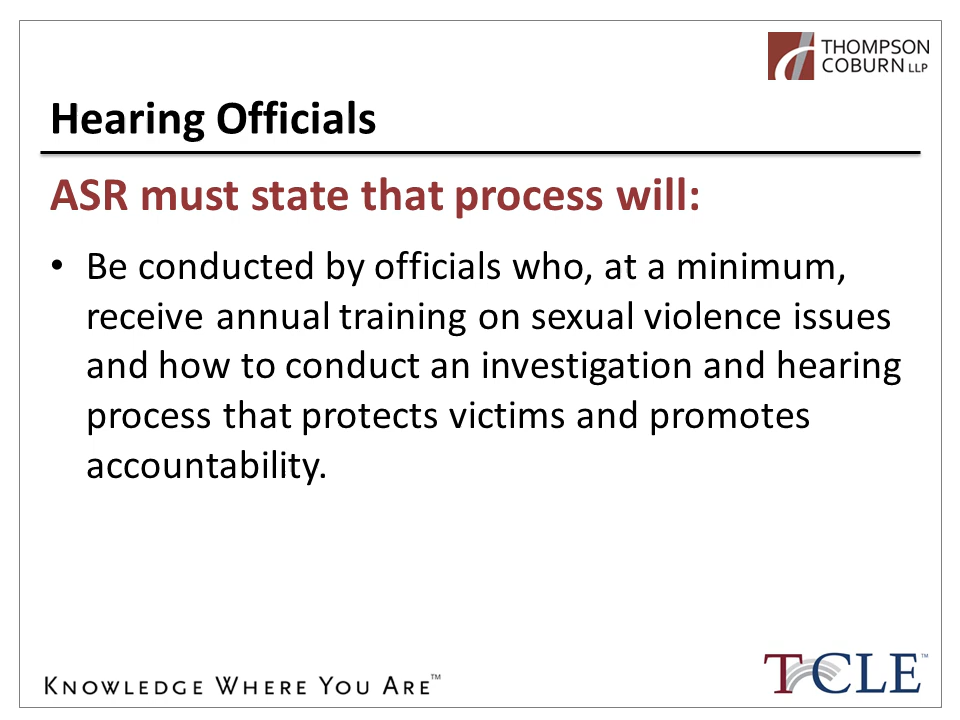 THOMPSON
COBURN LLP
Hearing Officials
ASR must state that process will:
• Be conducted by officials who, at a minimum,
receive annual training on sexual violence issues
and how to conduct an investigation and hearing
process that protects victims and promotes
accountability.
KNOWLEDGE WHERE YOU ARE™
TCCLE™